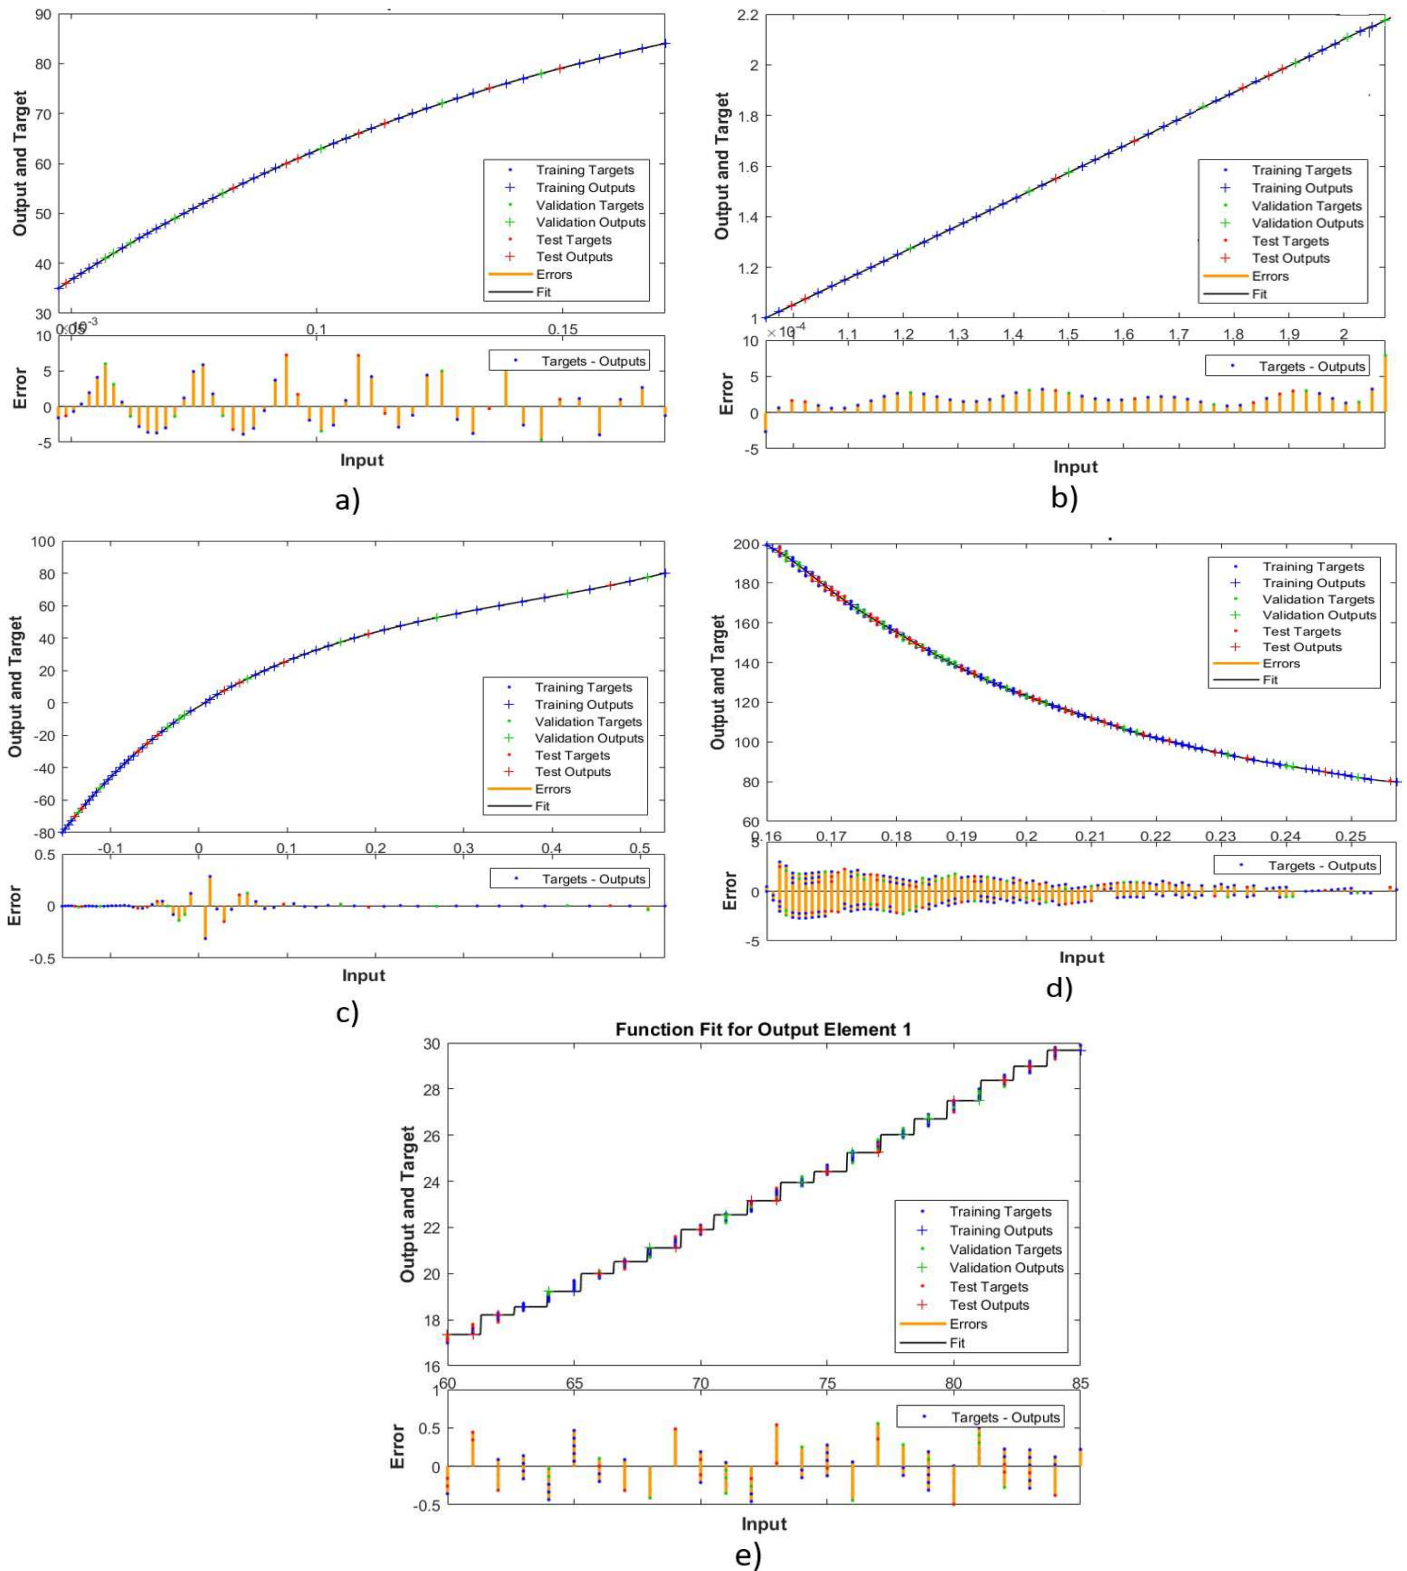 90
80
70
60
50
40
30
Output and Target
Training Targets
Training Outputs
Validation Targets
Validation Outputs
Test Targets
Test Outputs
Errors
Fit
0.05
0.1
0.15
×10-3
10
5
0
-5
Error
Targets - Outputs
Input
a)
2.2
2
1.8
1.6
1.4
1.2
1
Output and Target
Training Targets
Training Outputs
Validation Targets
Validation Outputs
Test Targets
Test Outputs
Errors
Fit
1.1 1.2 1.3 1.4 1.5 1.6 1.7 1.8 1.9 2
×10-4
10
5
0
-5
Error
Targets - Outputs
Input
b)
100
80
60
40
20
0
-20
-40
-60
-80
Output and Target
Training Targets
Training Outputs
Validation Targets
Validation Outputs
Test Targets
Test Outputs
Errors
Fit
-0.1 0 0.1 0.2 0.3 0.4 0.5
0.5
0
-0.5
Error
Targets - Outputs
Input
c)
200
180
160
140
120
100
80
60
Output and Target
Training Targets
Training Outputs
Validation Targets
Validation Outputs
Test Targets
Test Outputs
Errors
Fit
0.16 0.17 0.18 0.19 0.2 0.21 0.22 0.23 0.24 0.25
5
0
-5
Error
Targets - Outputs
Input
d)
Function Fit for Output Element 1
30
28
26
24
22
20
18
16
Output and Target
Training Targets
Training Outputs
Validation Targets
Validation Outputs
Test Targets
Test Outputs
Errors
Fit
60 65 70 75 80 85
1
0.5
0
-0.5
Error
Targets - Outputs
Input
e)